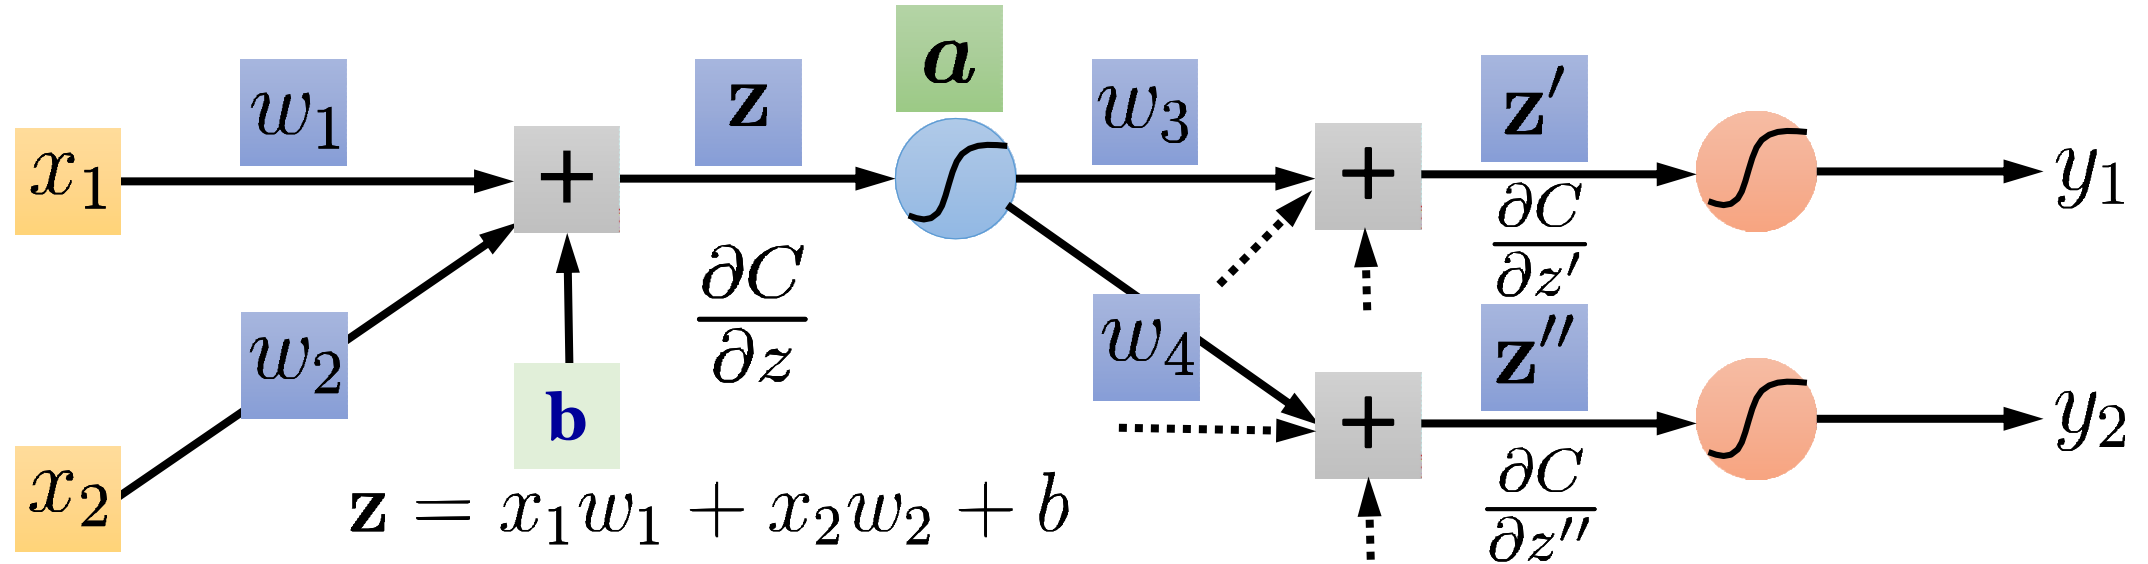 a
w₁ z w₃ z′
x₁ + + y₁
∂C/∂z ∂C/∂z′
w₂ w₄ z″
x₂ b + y₂
z = x₁w₁ + x₂w₂ + b ∂C/∂z″